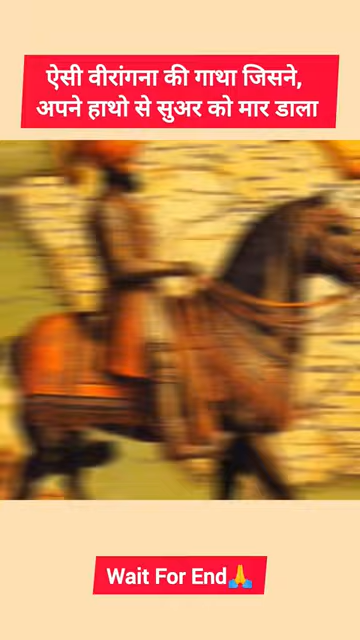 ऐसी वीरांगना की गाथा जिसने,
अपने हाथो से सुअर को मार डाला
Wait For End🙏